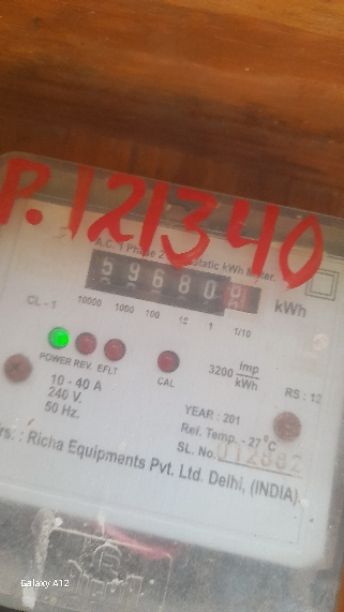 P.121340
A.C. 1 Phase 2 static kWh Meter.
59680 kWh
CL-1 10000 1000 100 10 1 1/10
POWER REV. EFLT CAL
3200 Imp/kWh
10 - 40 A
240 V.
50 Hz.
RS : 12
YEAR : 201
Ref. Temp. - 27°C
SL. No.
Mrs. : Richa Equipments Pvt. Ltd. Delhi, (INDIA)
Galaxy A12